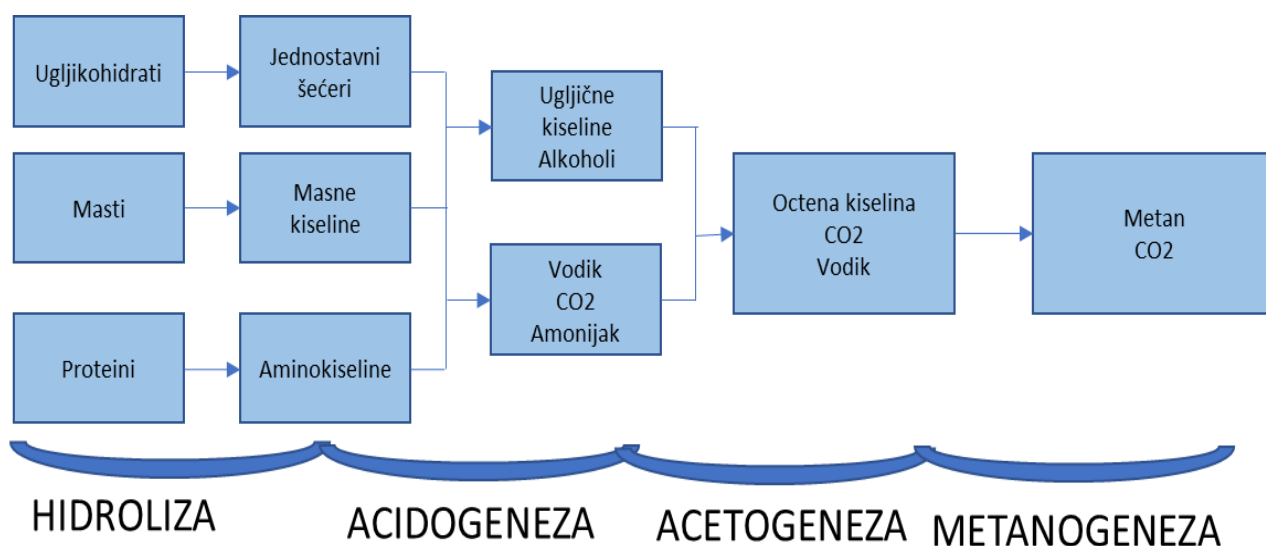 Ugljikohidrati
Jednostavni
šećeri
Masti
Masne
kiseline
Proteini
Aminokiseline
Ugljične
kiseline
Alkoholi
Vodik
CO2
Amonijak
Octena kiselina
CO2
Vodik
Metan
CO2
HIDROLIZA
ACIDOGENEZA
ACETOGENEZA
METANOGENEZA